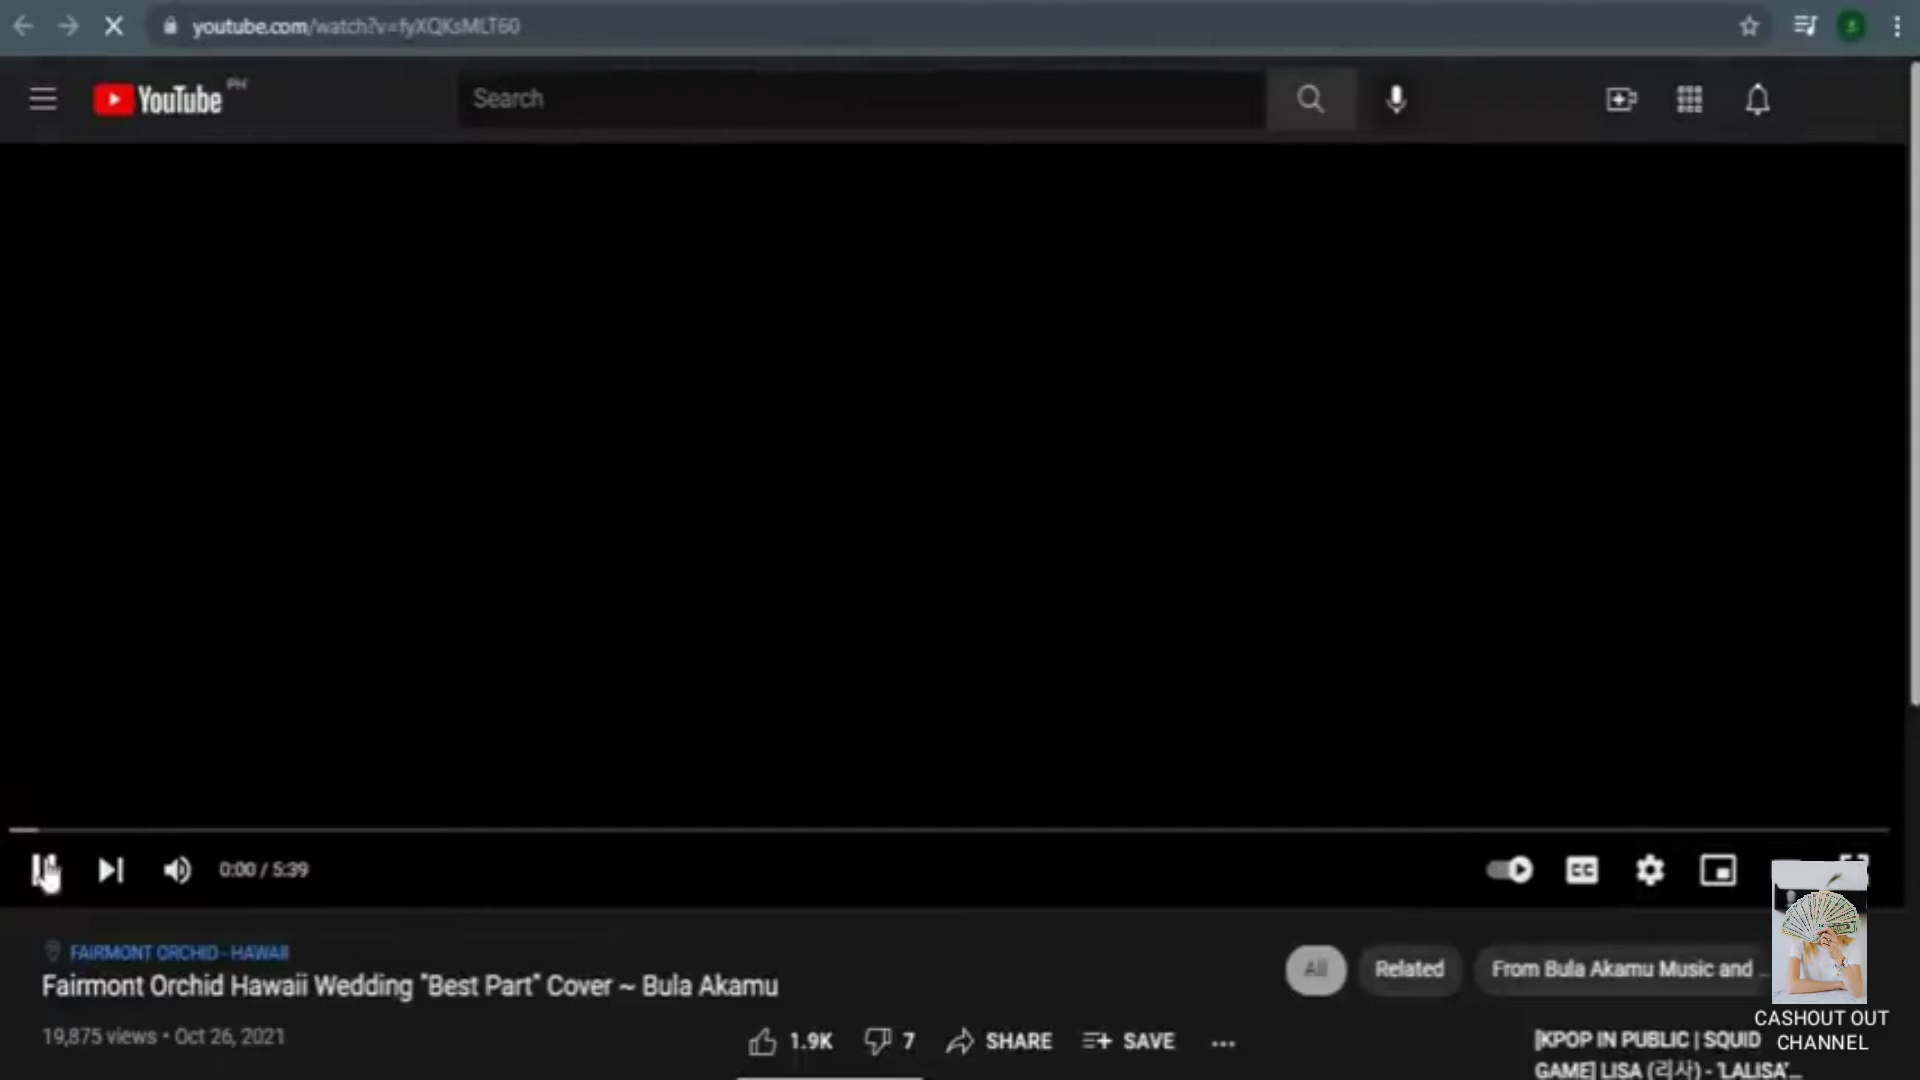 youtube.com/watch?v=fyXQKsMLT60
YouTube PH
Search
0:00 / 5:39
CC
FAIRMONT ORCHID - HAWAII
Fairmont Orchid Hawaii Wedding "Best Part" Cover ~ Bula Akamu
19,875 views • Oct 26, 2021
1.9K
7
SHARE
SAVE
All
Related
From Bula Akamu Music and ...
[KPOP IN PUBLIC | SQUID
GAME] LISA (리사) - 'LALISA'...
CASHOUT OUT
CHANNEL